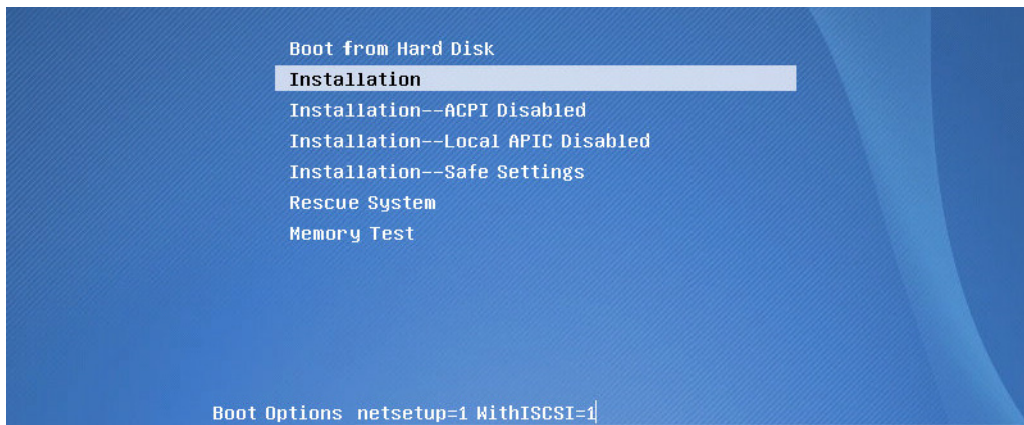 Boot from Hard Disk
Installation
Installation--ACPI Disabled
Installation--Local APIC Disabled
Installation--Safe Settings
Rescue System
Memory Test
Boot Options netsetup=1 WithISCSI=1